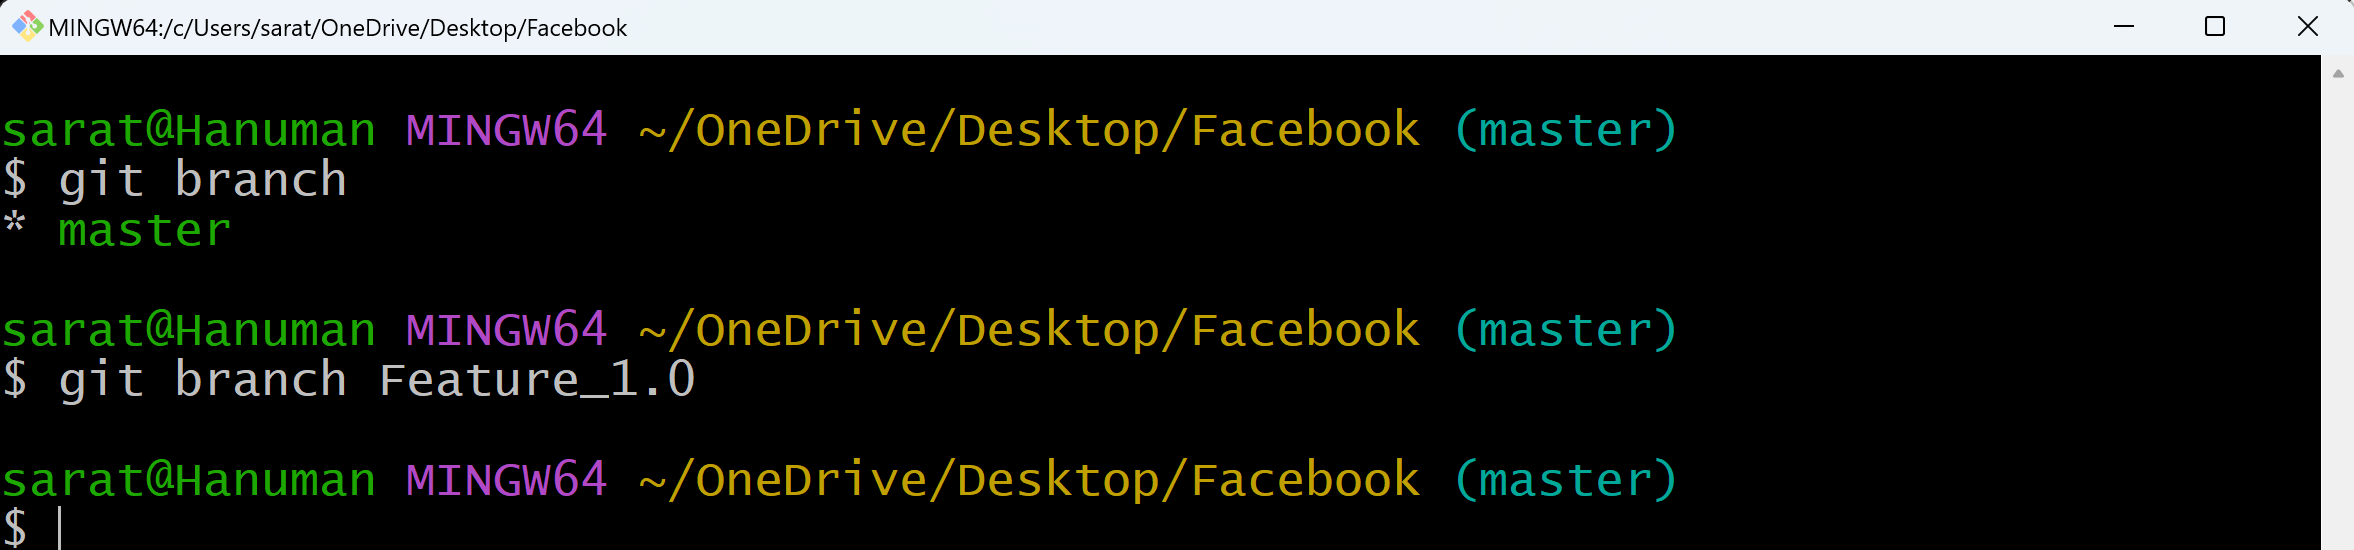 MINGW64:/c/Users/sarat/OneDrive/Desktop/Facebook
sarat@Hanuman MINGW64 ~/OneDrive/Desktop/Facebook (master)
$ git branch
* master
sarat@Hanuman MINGW64 ~/OneDrive/Desktop/Facebook (master)
$ git branch Feature_1.0
sarat@Hanuman MINGW64 ~/OneDrive/Desktop/Facebook (master)
$